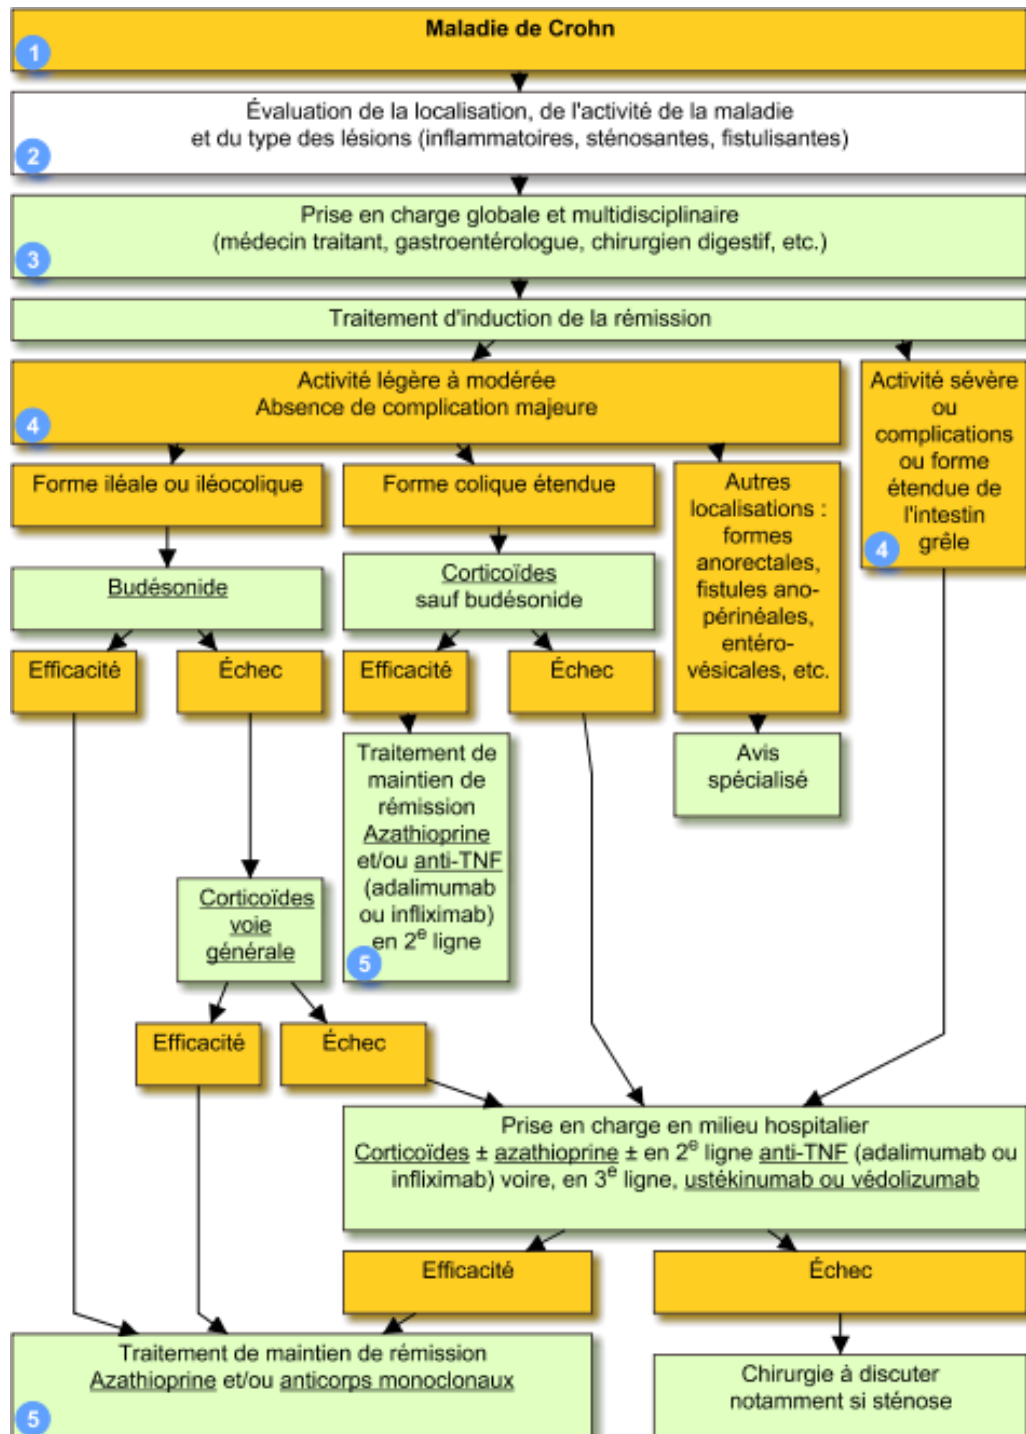 Maladie de Crohn
1
Évaluation de la localisation, de l'activité de la maladie
et du type des lésions (inflammatoires, sténosantes, fistulisantes)
2
Prise en charge globale et multidisciplinaire
(médecin traitant, gastroentérologue, chirurgien digestif, etc.)
3
Traitement d'induction de la rémission
Activité légère à modérée
Absence de complication majeure
4
Activité sévère
ou
complications
ou forme
étendue de
l'intestin
grêle
4
Forme iléale ou iléocolique
Forme colique étendue
Autres
localisations :
formes
anorectales,
fistules ano-
périnéales,
entéro-
vésicales, etc.
Budésonide
Corticoïdes
sauf budésonide
Efficacité
Échec
Efficacité
Échec
Traitement de
maintien de
rémission
Azathioprine
et/ou anti-TNF
(adalimumab
ou infliximab)
en 2e ligne
5
Avis
spécialisé
Corticoïdes
voie
générale
Efficacité
Échec
Prise en charge en milieu hospitalier
Corticoïdes ± azathioprine ± en 2e ligne anti-TNF (adalimumab ou
infliximab) voire, en 3e ligne, ustékinumab ou védolizumab
Efficacité
Échec
Traitement de maintien de rémission
Azathioprine et/ou anticorps monoclonaux
5
Chirurgie à discuter
notamment si sténose